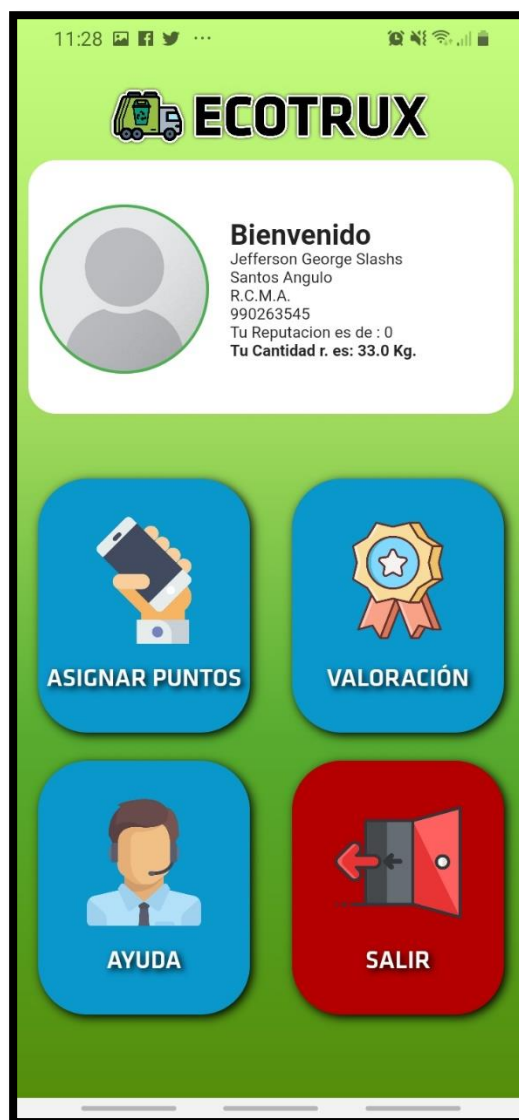 11:28
ECOTRUX
Bienvenido
Jefferson George Slashs
Santos Angulo
R.C.M.A.
990263545
Tu Reputacion es de : 0
Tu Cantidad r. es: 33.0 Kg.
ASIGNAR PUNTOS
VALORACIÓN
AYUDA
SALIR